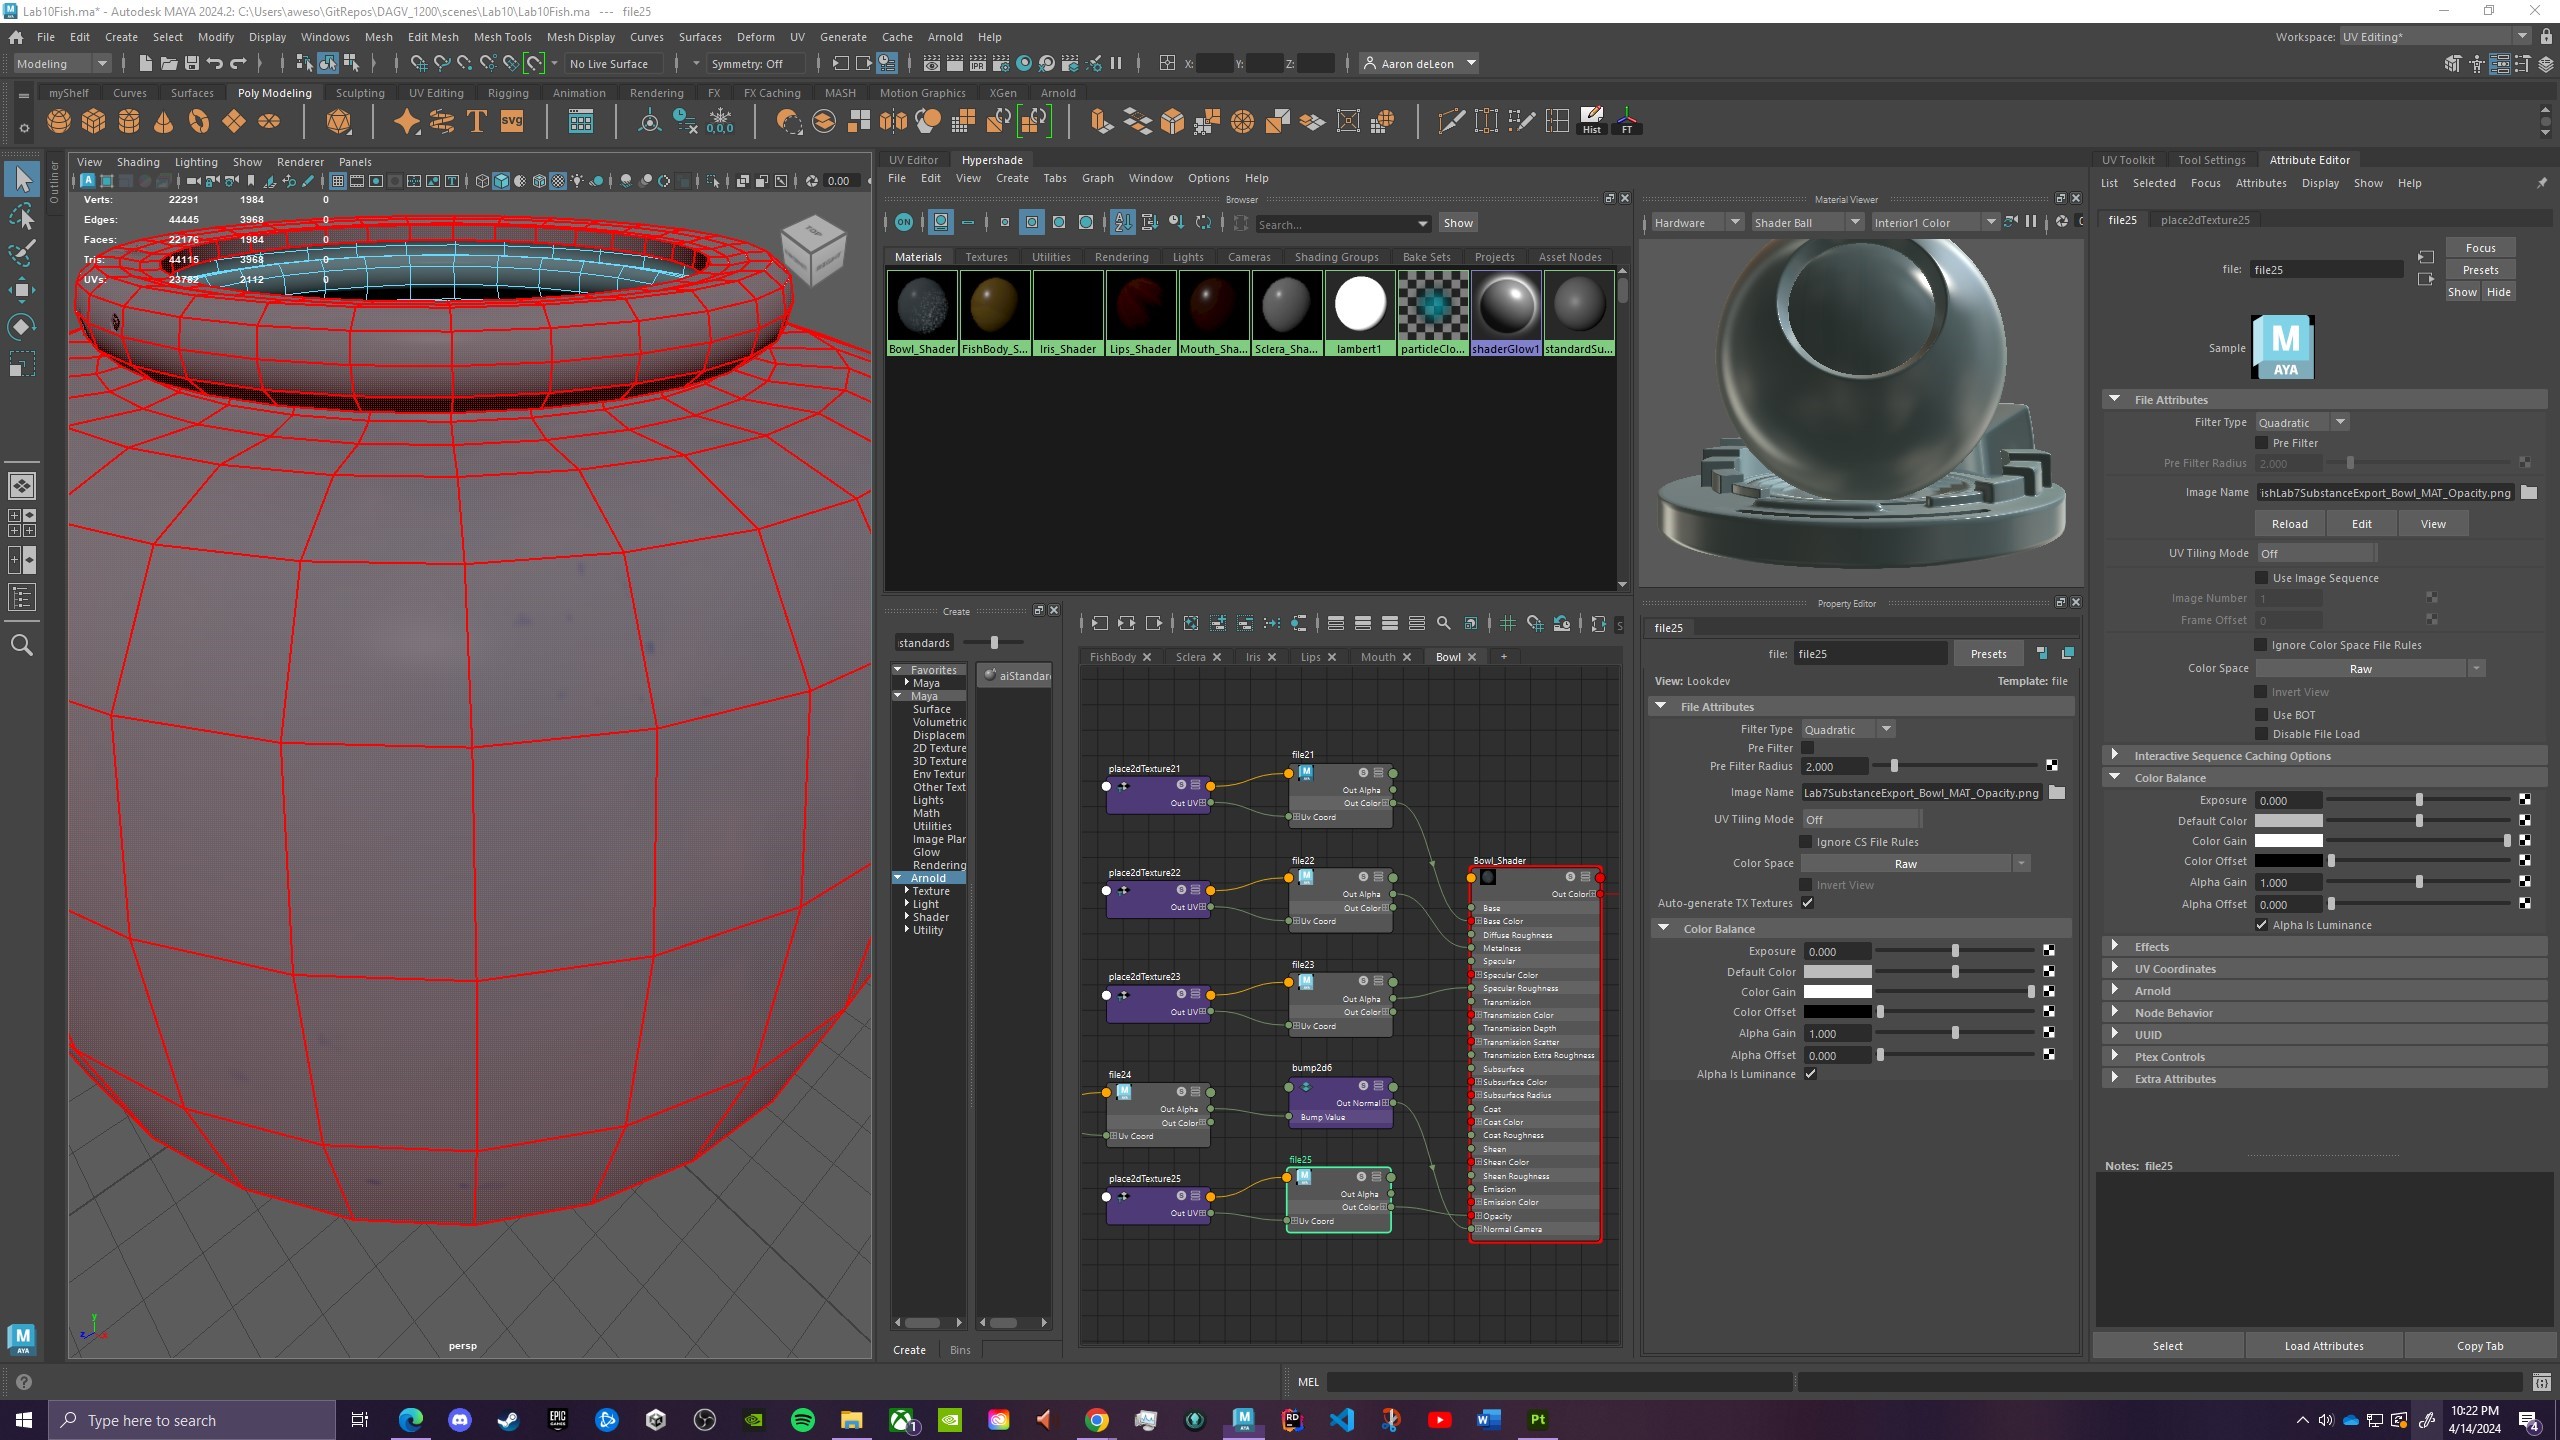 Lab10Fish.ma* - Autodesk MAYA 2024.2: C:\Users\aweso\GitRepos\DAGV_1200\scenes\Lab10\Lab10Fish.ma --- file25
File Edit Create Select Modify Display Windows Mesh Edit Mesh Mesh Tools Mesh Display Curves Surfaces Deform UV Generate Cache Arnold Help
Workspace: UV Editing*
Modeling
No Live Surface
Symmetry: Off
X: Y: Z:
Aaron deLeon
myShelf Curves Surfaces Poly Modeling Sculpting UV Editing Rigging Animation Rendering FX FX Caching MASH Motion Graphics XGen Arnold
SVG
0,0,0
Hist FT
Outliner
View Shading Lighting Show Renderer Panels
0.00
Verts: 22291 1984 0
Edges: 44445 3968 0
Faces: 22176 1984 0
Tris: 44115 3968 0
UVs: 23782 2112 0
TOP
persp
UV Editor Hypershade
File Edit View Create Tabs Graph Window Options Help
Browser
ON
Search...
Show
Materials Textures Utilities Rendering Lights Cameras Shading Groups Bake Sets Projects Asset Nodes
Bowl_Shader FishBody_S... Iris_Shader Lips_Shader Mouth_Sha... Sclera_Sha... lambert1 particleClo... shaderGlow1 standardSu...
Material Viewer
Hardware Shader Ball Interior1 Color
Create
standards
Favorites
Maya
Maya
Surface
Volumetric
Displacem
2D Texture
3D Texture
Env Textur
Other Text
Lights
Math
Utilities
Image Plan
Glow
Rendering
Arnold
Texture
Light
Shader
Utility
aiStandar
Create Bins
FishBody Sclera Iris Lips Mouth Bowl +
place2dTexture21
Out UV
file21
Out Alpha
Out Color
Uv Coord
place2dTexture22
Out UV
file22
Out Alpha
Out Color
Uv Coord
place2dTexture23
Out UV
file23
Out Alpha
Out Color
Uv Coord
file24
Out Alpha
Out Color
Uv Coord
bump2d6
Out Normal
Bump Value
place2dTexture25
Out UV
file25
Out Alpha
Out Color
Uv Coord
Bowl_Shader
Out Color
Base
Base Color
Diffuse Roughness
Metalness
Specular
Specular Color
Specular Roughness
Transmission
Transmission Color
Transmission Depth
Transmission Scatter
Transmission Extra Roughness
Subsurface
Subsurface Color
Subsurface Radius
Coat
Coat Color
Coat Roughness
Sheen
Sheen Color
Sheen Roughness
Emission
Emission Color
Opacity
Normal Camera
Property Editor
file25
file: file25 Presets
View: Lookdev Template: file
File Attributes
Filter Type Quadratic
Pre Filter
Pre Filter Radius 2.000
Image Name Lab7SubstanceExport_Bowl_MAT_Opacity.png
UV Tiling Mode Off
Ignore CS File Rules
Color Space Raw
Invert View
Auto-generate TX Textures
Color Balance
Exposure 0.000
Default Color
Color Gain
Color Offset
Alpha Gain 1.000
Alpha Offset 0.000
Alpha Is Luminance
UV Toolkit Tool Settings Attribute Editor
List Selected Focus Attributes Display Show Help
file25 place2dTexture25
file: file25
Focus
Presets
Show Hide
Sample
M
AYA
File Attributes
Filter Type Quadratic
Pre Filter
Pre Filter Radius 2.000
Image Name ishLab7SubstanceExport_Bowl_MAT_Opacity.png
Reload Edit View
UV Tiling Mode Off
Use Image Sequence
Image Number 1
Frame Offset 0
Ignore Color Space File Rules
Color Space Raw
Invert View
Use BOT
Disable File Load
Interactive Sequence Caching Options
Color Balance
Exposure 0.000
Default Color
Color Gain
Color Offset
Alpha Gain 1.000
Alpha Offset 0.000
Alpha Is Luminance
Effects
UV Coordinates
Arnold
Node Behavior
UUID
Ptex Controls
Extra Attributes
Notes: file25
Select Load Attributes Copy Tab
M
AYA
MEL
Type here to search
10:22 PM
4/14/2024